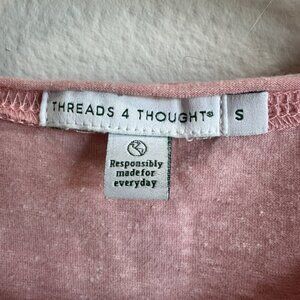 THREADS 4 THOUGHT®
S
Responsibly
made for
everyday